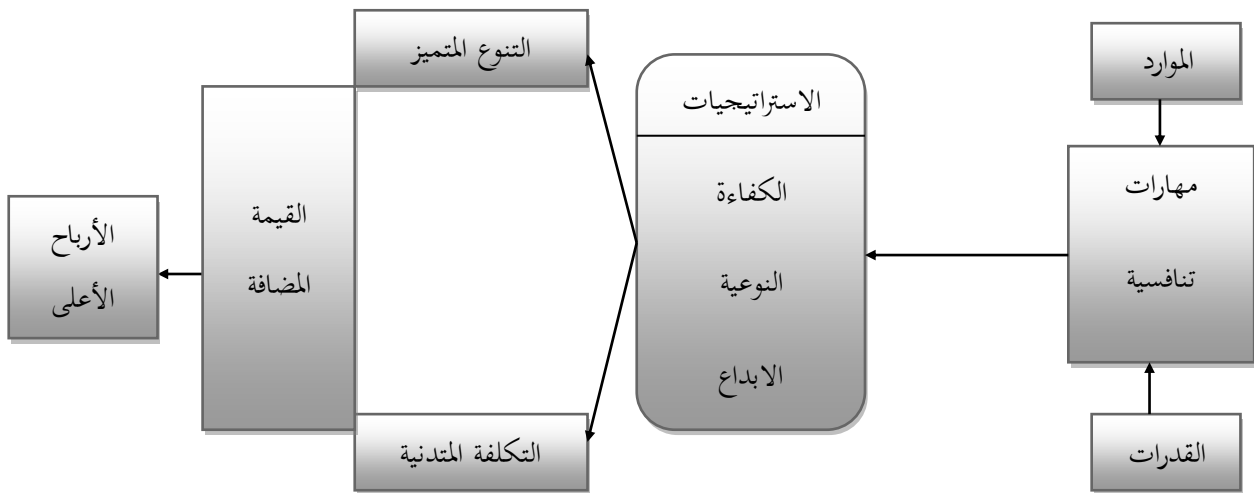 الموارد
مهارات
تنافسية
القدرات
الاستراتيجيات
الكفاءة
النوعية
الابداع
التنوع المتميز
التكلفة المتدنية
القيمة
المضافة
الأرباح
الأعلى